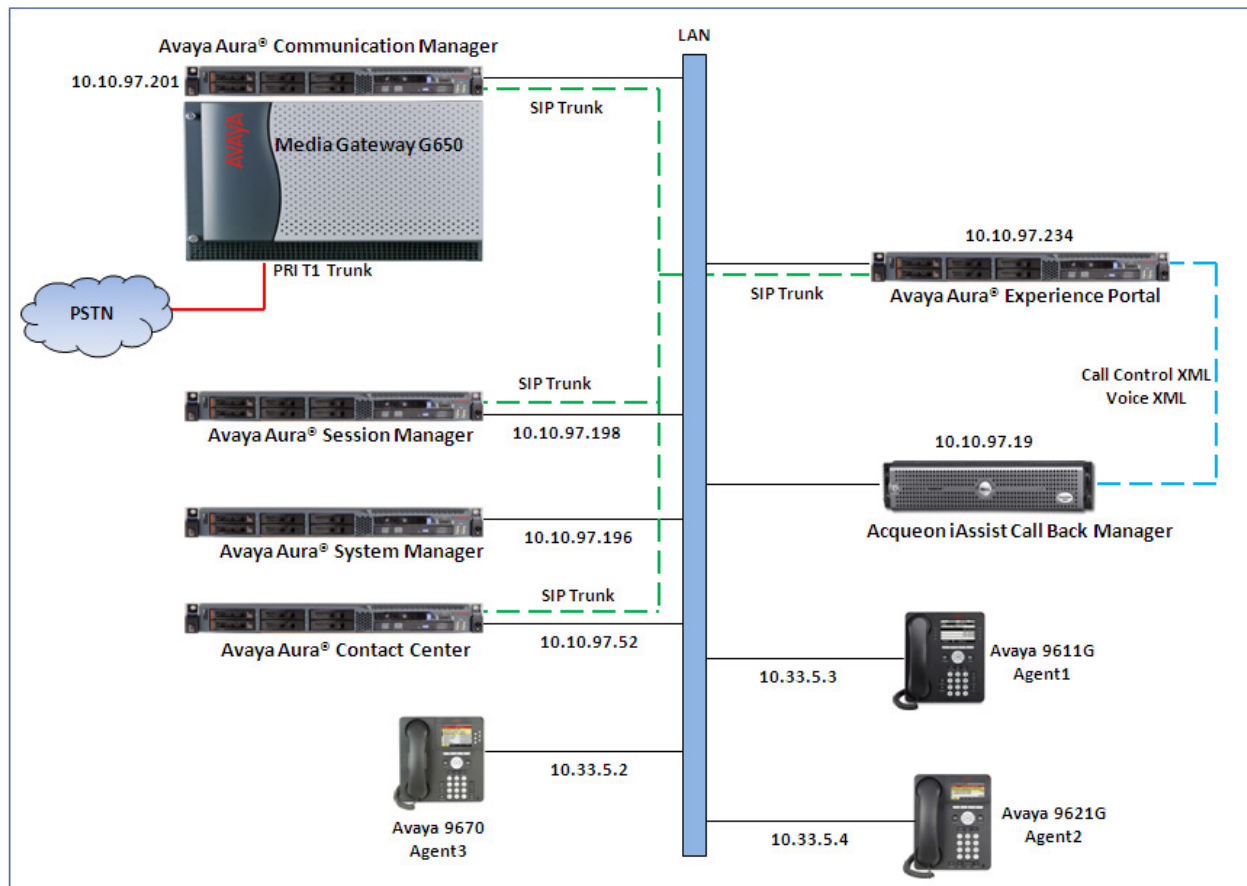 Avaya Aura® Communication Manager
LAN
10.10.97.201
SIP Trunk
AVAYA
Media Gateway G650
PRI T1 Trunk
PSTN
10.10.97.234
SIP Trunk
Avaya Aura® Experience Portal
Call Control XML
Voice XML
SIP Trunk
Avaya Aura® Session Manager
10.10.97.198
10.10.97.19
Acqueon iAssist Call Back Manager
Avaya Aura® System Manager
10.10.97.196
SIP Trunk
Avaya Aura® Contact Center
10.10.97.52
10.33.5.3
Avaya 9611G
Agent1
10.33.5.2
Avaya 9670
Agent3
10.33.5.4
Avaya 9621G
Agent2